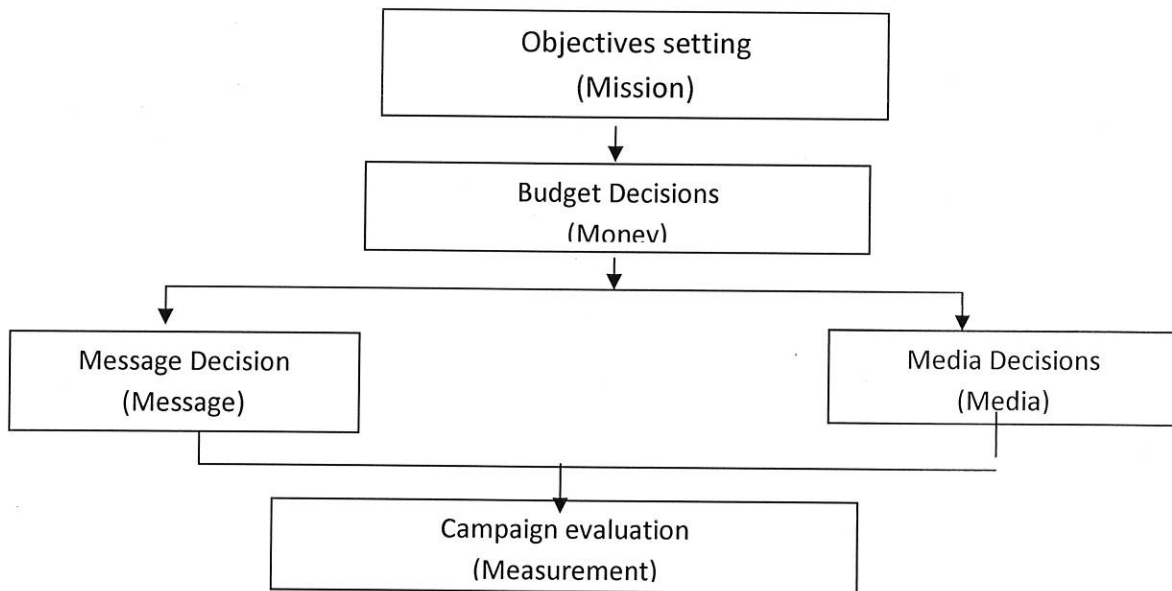 Objectives setting
(Mission)
Budget Decisions
(Money)
Message Decision
(Message)
Media Decisions
(Media)
Campaign evaluation
(Measurement)